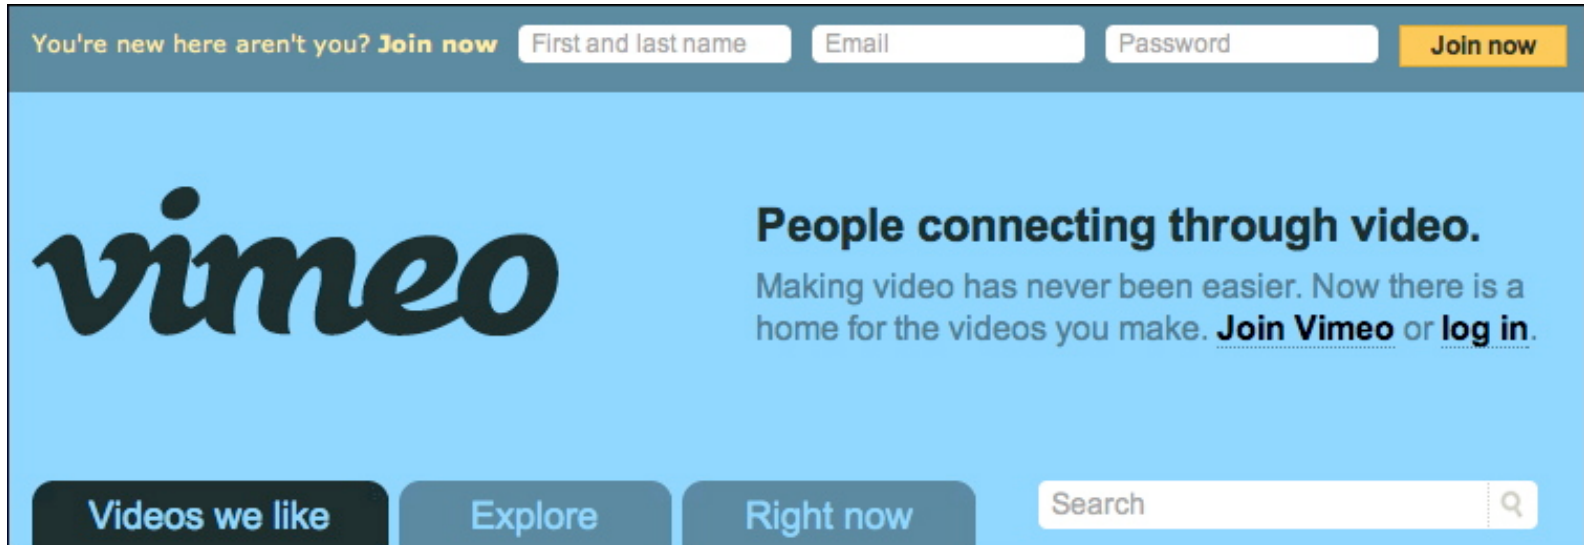 You're new here aren't you? Join now First and last name Email Password Join now
vimeo
People connecting through video.
Making video has never been easier. Now there is a
home for the videos you make. Join Vimeo or log in.
Videos we like Explore Right now Search